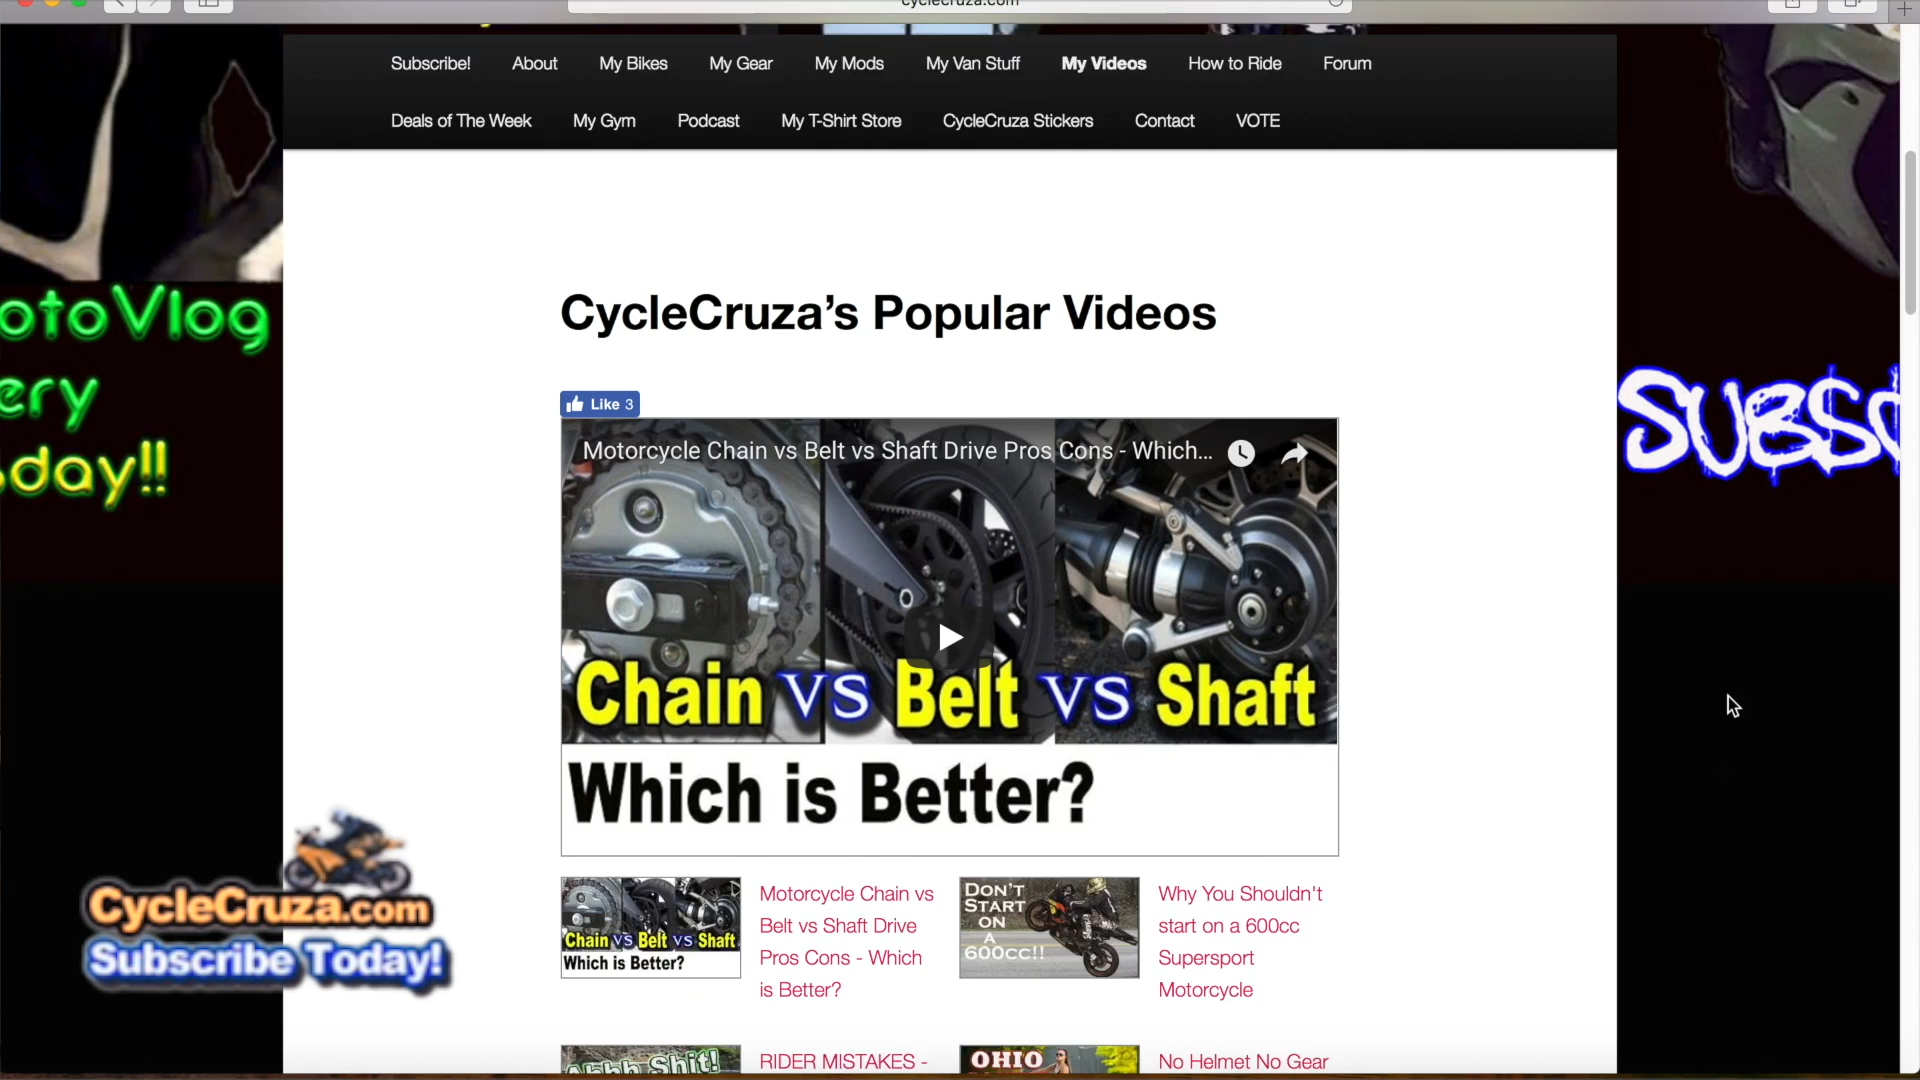 cyclecruza.com
Subscribe! About My Bikes My Gear My Mods My Van Stuff My Videos How to Ride Forum
Deals of The Week My Gym Podcast My T-Shirt Store CycleCruza Stickers Contact VOTE
otoVlog
ery
day!!
CycleCruza's Popular Videos
SUBSC
Like 3
Motorcycle Chain vs Belt vs Shaft Drive Pros Cons - Which...
Chain vs Belt vs Shaft
Which is Better?
CycleCruza.com
Subscribe Today!
Chain vs Belt vs Shaft
Which is Better?
Motorcycle Chain vs
Belt vs Shaft Drive
Pros Cons - Which
is Better?
DON'T
START
ON
A
600CC!!
Why You Shouldn't
start on a 600cc
Supersport
Motorcycle
Ahhh Shit!
RIDER MISTAKES -
OHIO
No Helmet No Gear